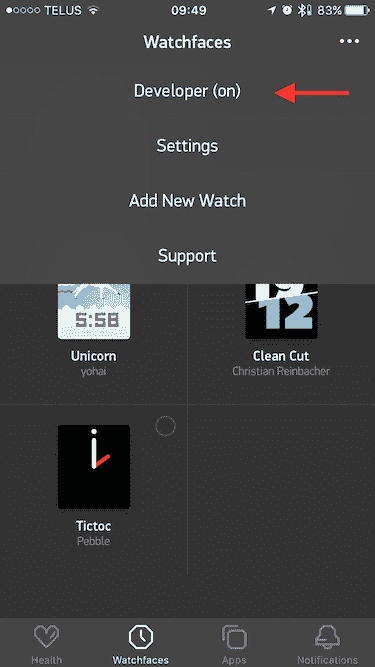 TELUS 09:49 83%
Watchfaces
Developer (on)
Settings
Add New Watch
Support
5:58
12
Unicorn Clean Cut
yohai Christian Reinbacher
Tictoc
Pebble
Health Watchfaces Apps Notifications